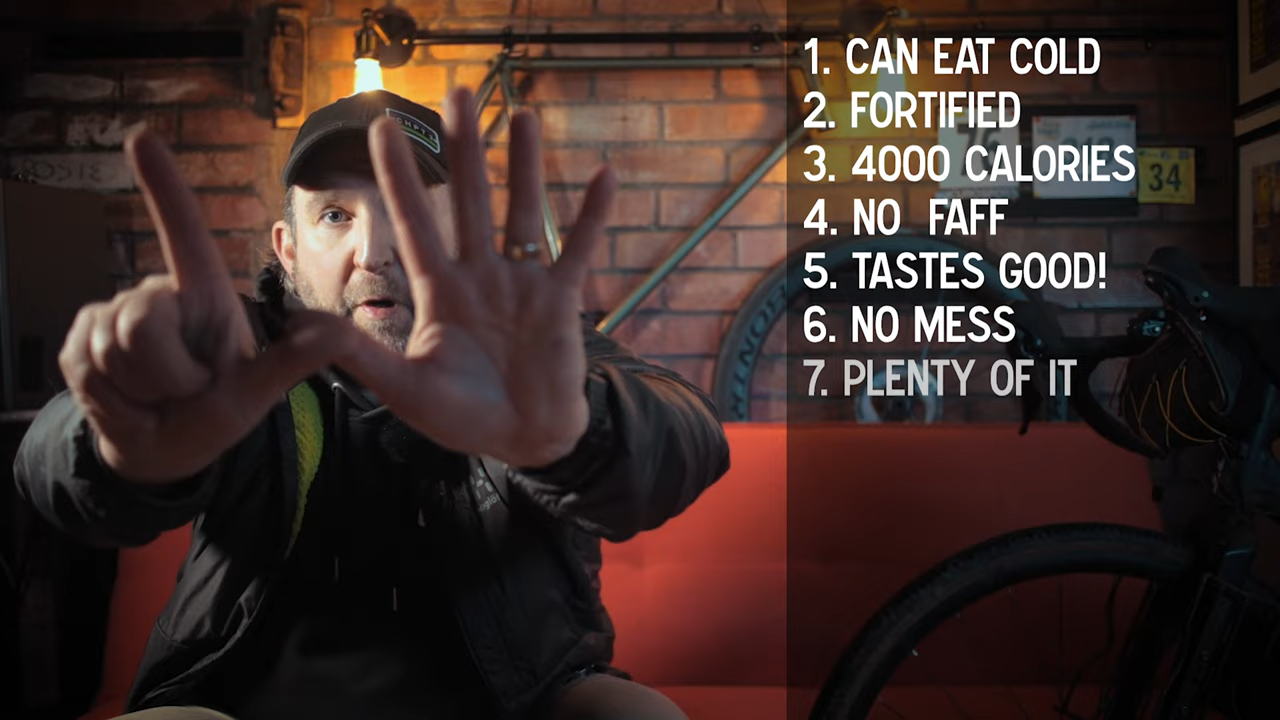 CHPT3
1. CAN EAT COLD
2. FORTIFIED
3. 4000 CALORIES
4. NO FAFF
5. TASTES GOOD!
6. NO MESS
7. PLENTY OF IT
34